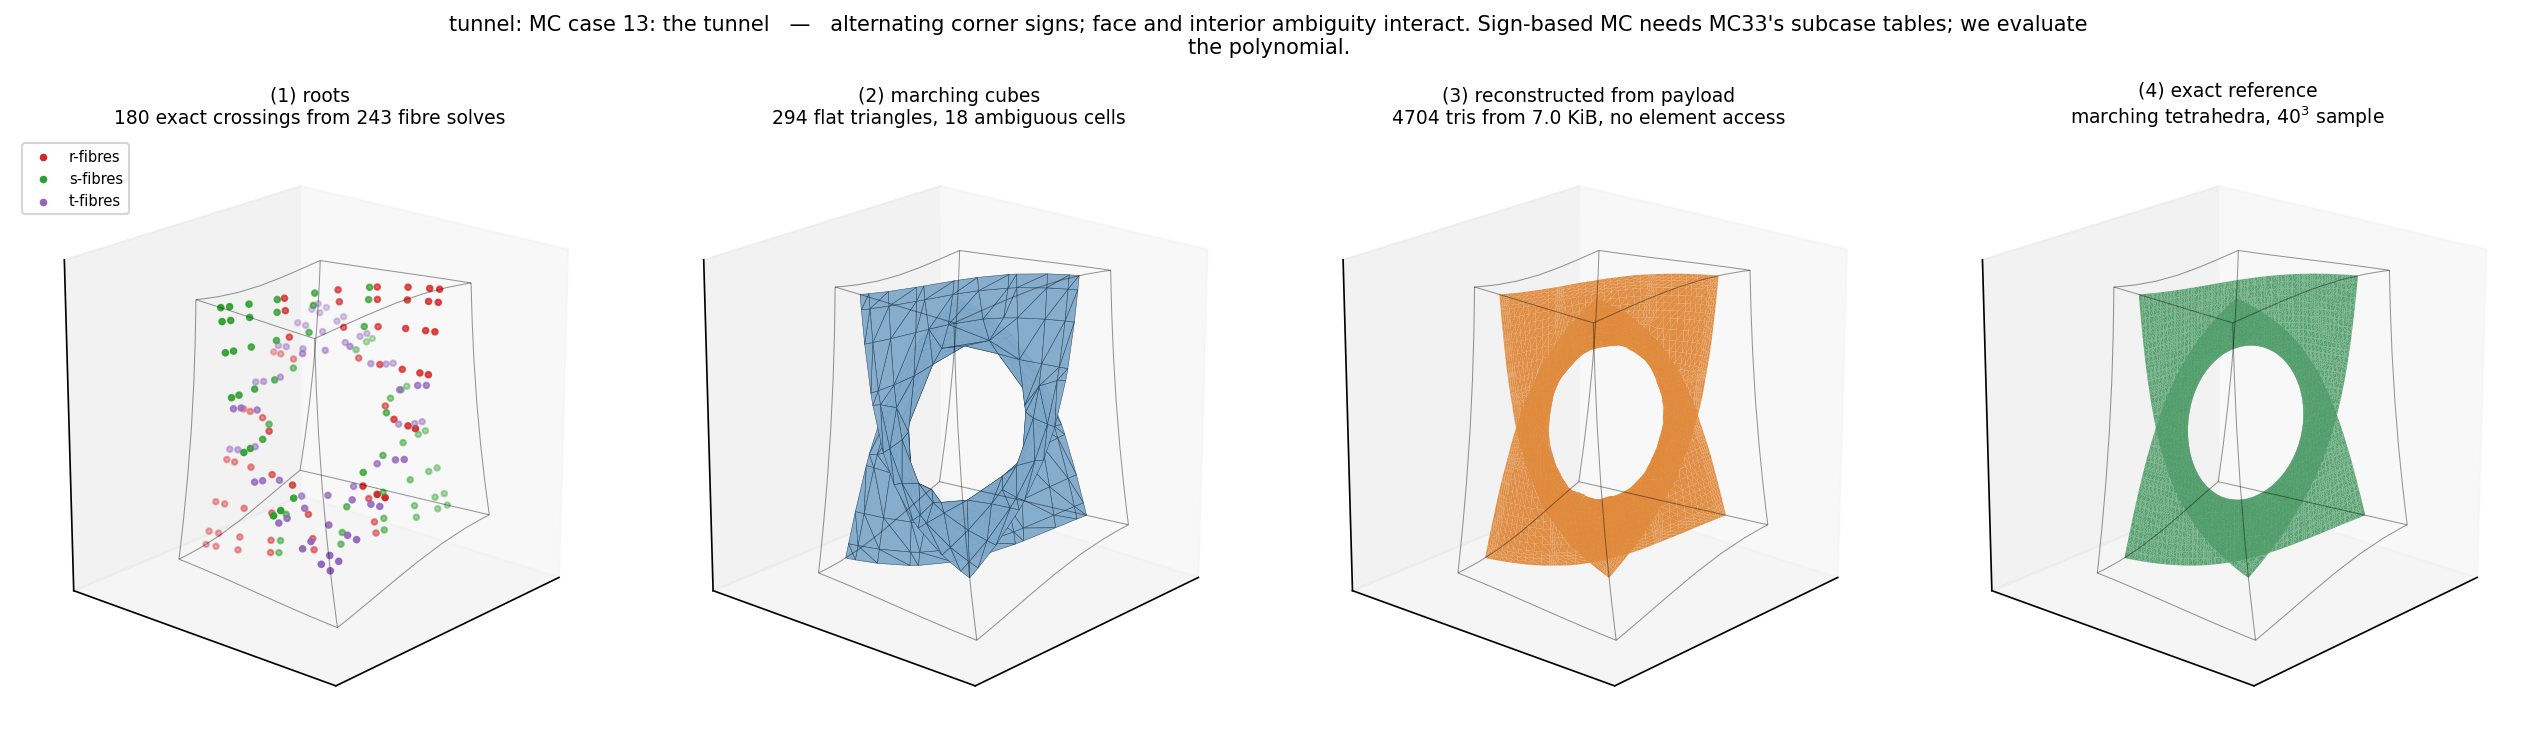 tunnel: MC case 13: the tunnel — alternating corner signs; face and interior ambiguity interact. Sign-based MC needs MC33's subcase tables; we evaluate
the polynomial.
(1) roots
180 exact crossings from 243 fibre solves
r-fibres
s-fibres
t-fibres
(2) marching cubes
294 flat triangles, 18 ambiguous cells
(3) reconstructed from payload
4704 tris from 7.0 KiB, no element access
(4) exact reference
marching tetrahedra, 40³ sample